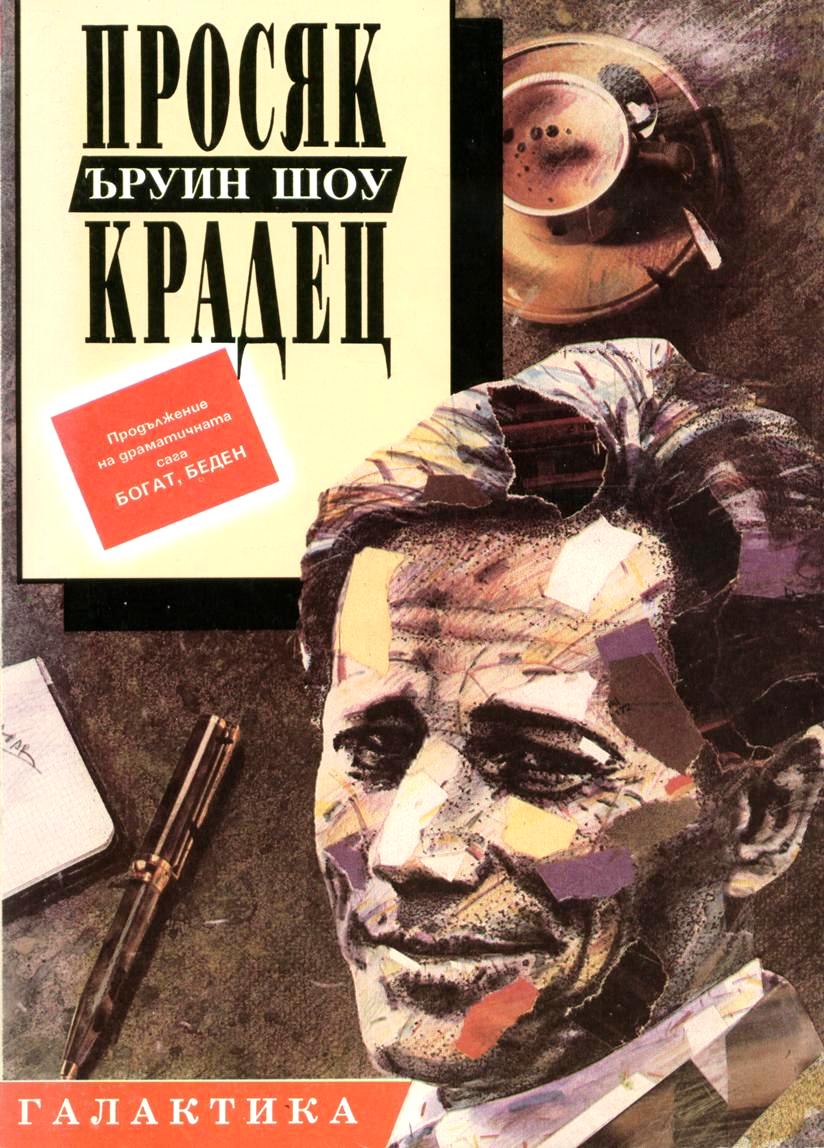 ПРОСЯК
ЪРУИН ШОУ
КРАДЕЦ
Продължение
на драматичната
сага
БОГАТ, БЕДЕН
ГАЛАКТИКА